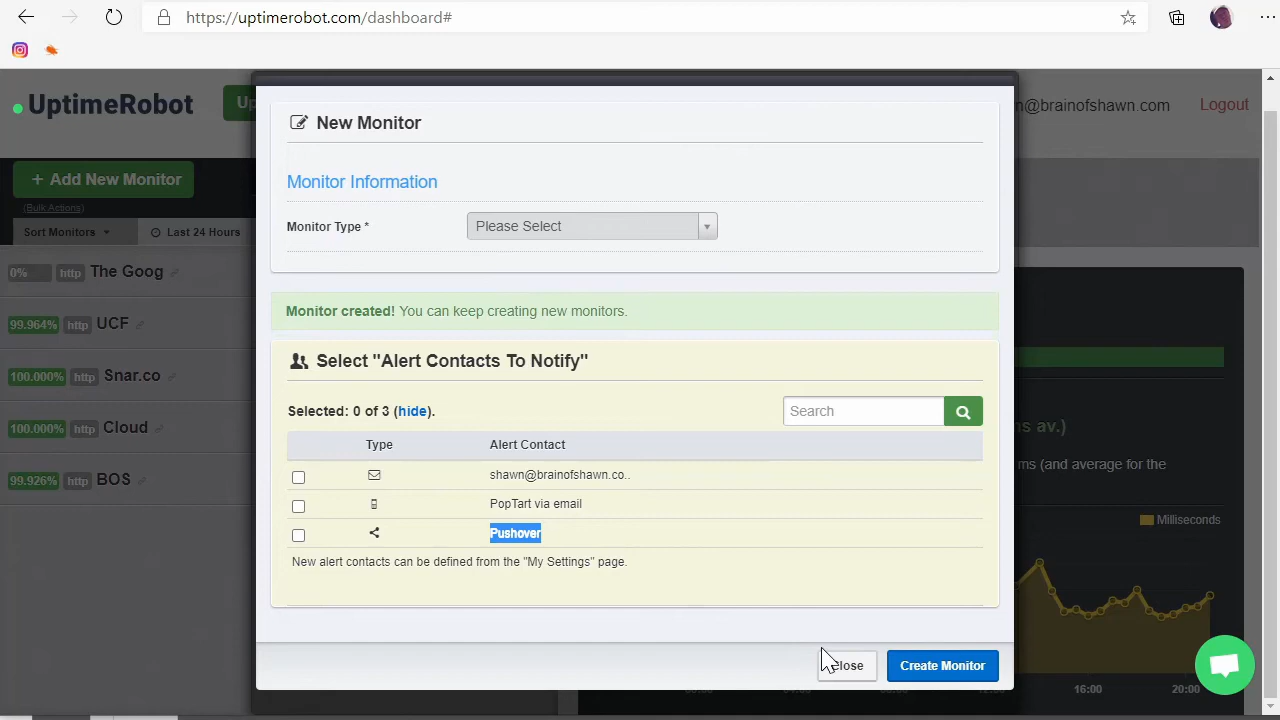 https://uptimerobot.com/dashboard#
UptimeRobot
Up
n@brainofshawn.com
Logout
+ Add New Monitor
(Bulk Actions)
Sort Monitors
Last 24 Hours
0% http The Goog
99.964% http UCF
100.000% http Snar.co
100.000% http Cloud
99.926% http BOS
New Monitor
Monitor Information
Monitor Type *
Please Select
Monitor created! You can keep creating new monitors.
Select "Alert Contacts To Notify"
Selected: 0 of 3 (hide).
Search
Type
Alert Contact
shawn@brainofshawn.co..
PopTart via email
Pushover
New alert contacts can be defined from the "My Settings" page.
Close
Create Monitor
ns av.)
ms (and average for the
Milliseconds
16:00
20:00